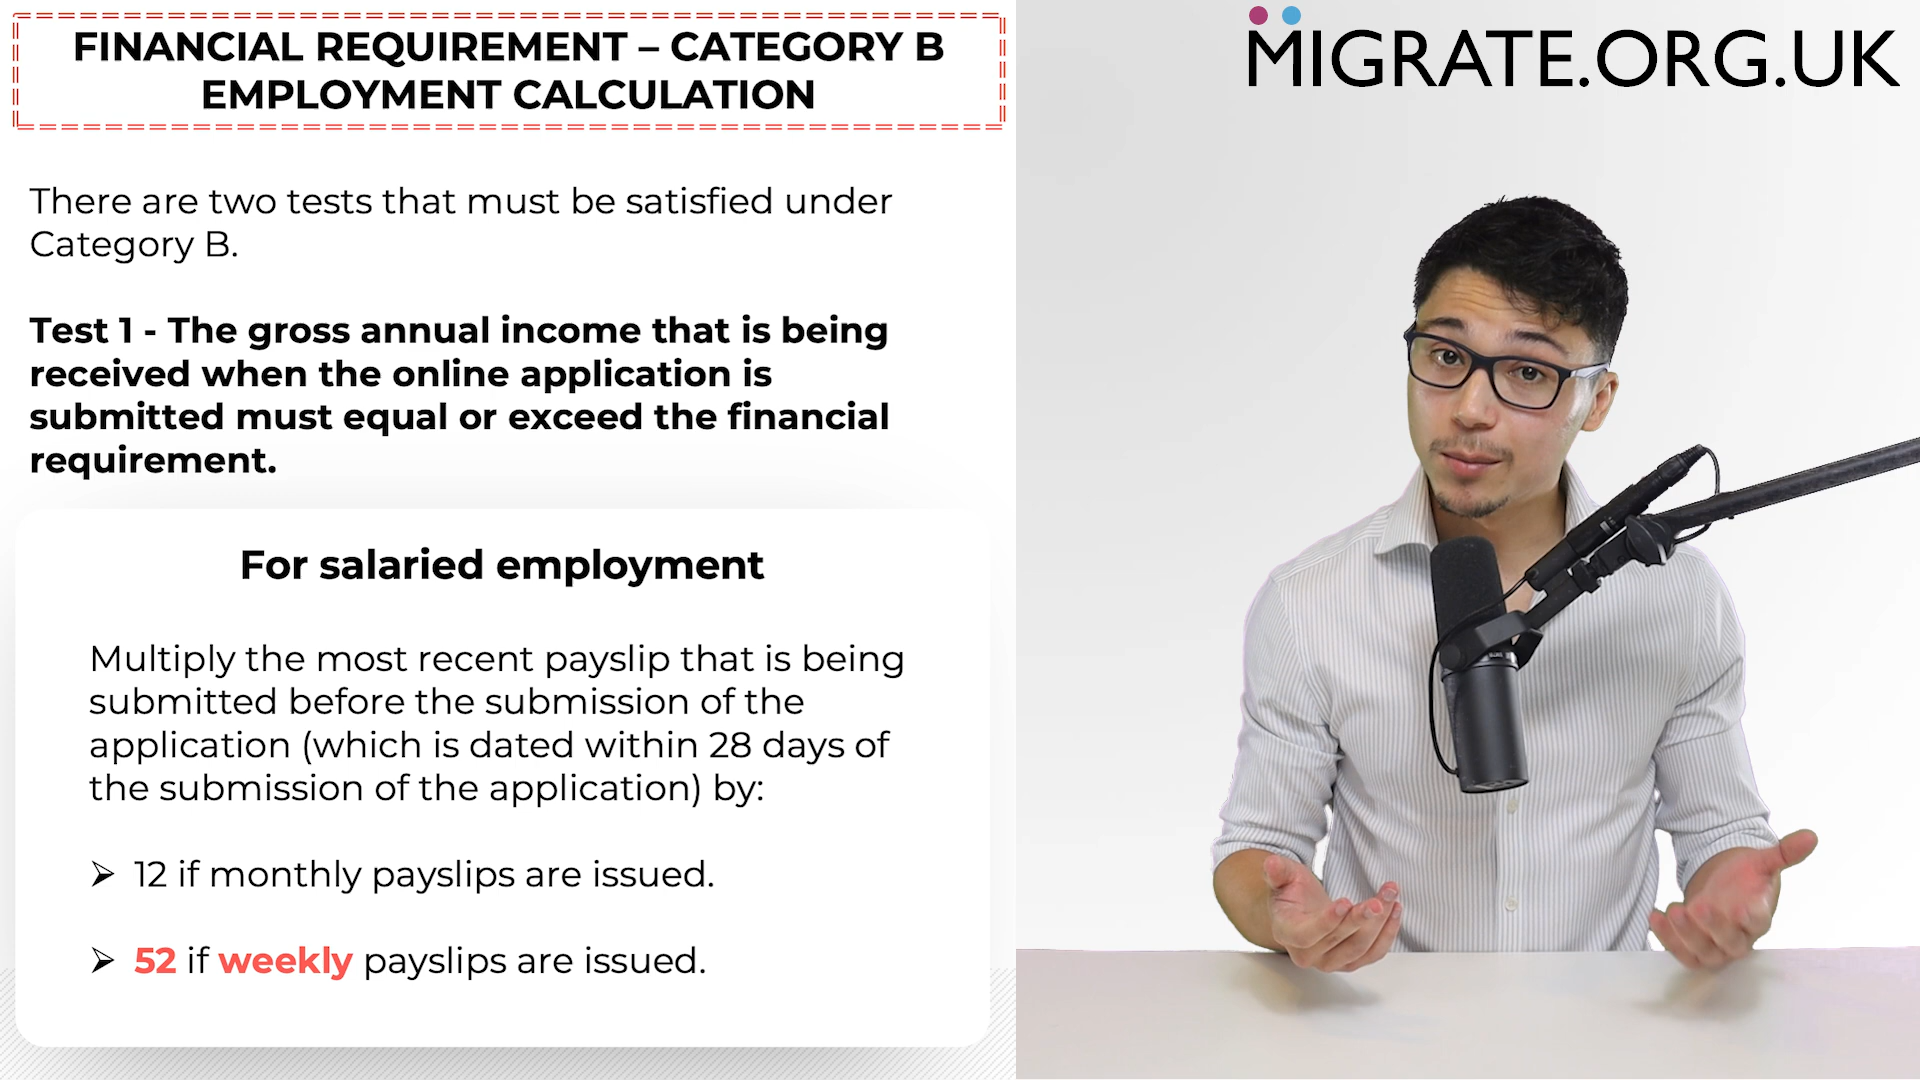 FINANCIAL REQUIREMENT – CATEGORY B
EMPLOYMENT CALCULATION
There are two tests that must be satisfied under
Category B.
Test 1 - The gross annual income that is being
received when the online application is
submitted must equal or exceed the financial
requirement.
For salaried employment
Multiply the most recent payslip that is being
submitted before the submission of the
application (which is dated within 28 days of
the submission of the application) by:
➢ 12 if monthly payslips are issued.
➢ 52 if weekly payslips are issued.
MIGRATE.ORG.UK